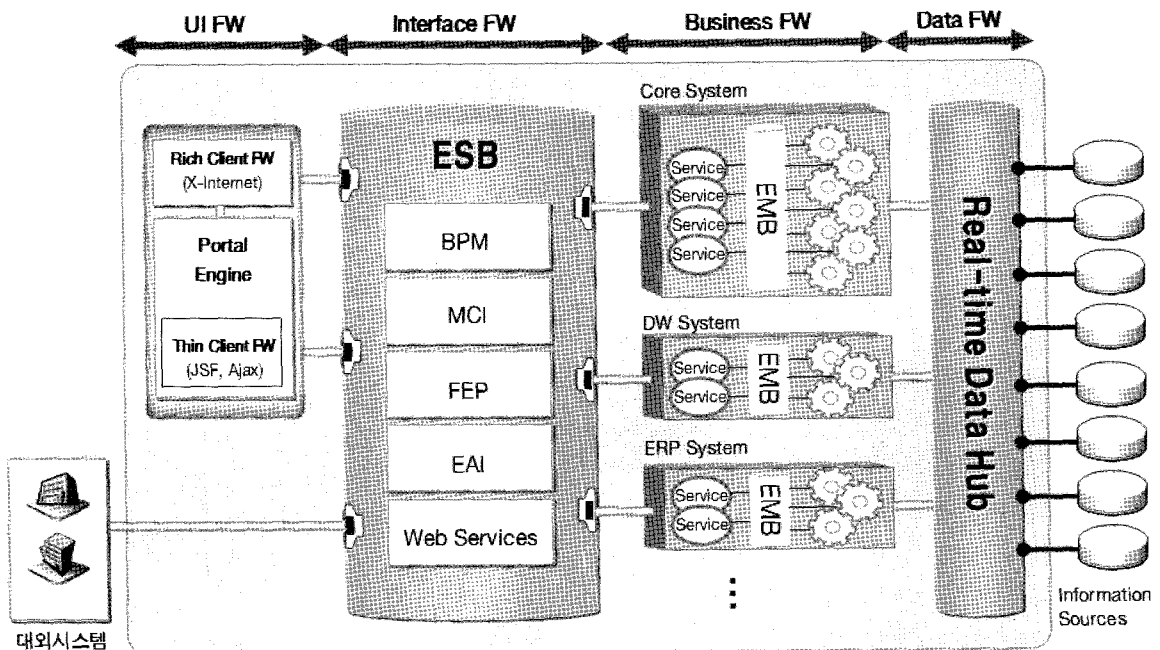 UI FW
Interface FW
Business FW
Data FW
Rich Client FW
(X-Internet)
Portal
Engine
Thin Client FW
(JSF, Ajax)
대외시스템
ESB
BPM
MCI
FEP
EAI
Web Services
Core System
Service
Service
Service
Service
EMB
DW System
Service
Service
EMB
ERP System
Service
Service
EMB
Real-time Data Hub
Information
Sources